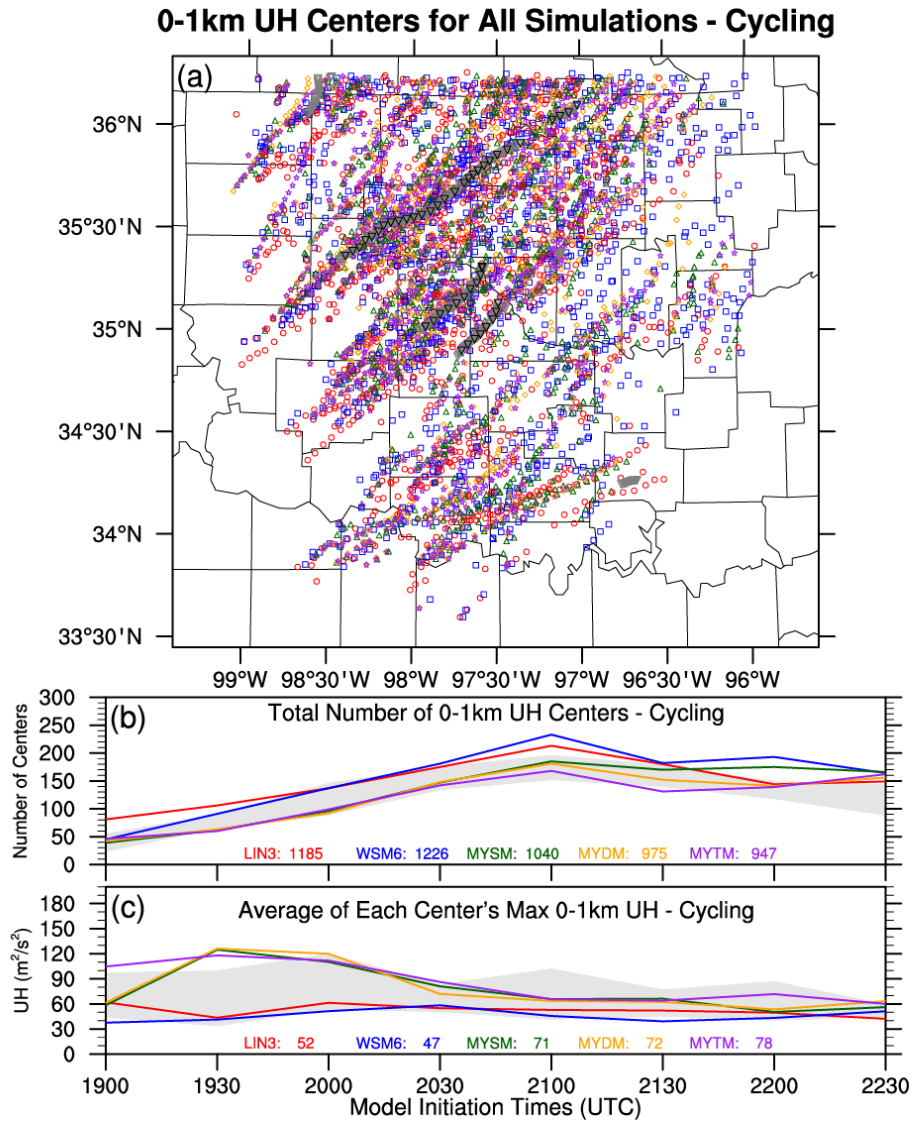 0-1km UH Centers for All Simulations - Cycling
(a)
36°N
35°30'N
35°N
34°30'N
34°N
33°30'N
99°W 98°30'W 98°W 97°30'W 97°W 96°30'W 96°W
(b)
Total Number of 0-1km UH Centers - Cycling
Number of Centers
300
250
200
150
100
50
0
LIN3: 1185 WSM6: 1226 MYSM: 1040 MYDM: 975 MYTM: 947
(c)
Average of Each Center's Max 0-1km UH - Cycling
UH (m²/s²)
180
150
120
90
60
30
0
LIN3: 52 WSM6: 47 MYSM: 71 MYDM: 72 MYTM: 78
1900 1930 2000 2030 2100 2130 2200 2230
Model Initiation Times (UTC)